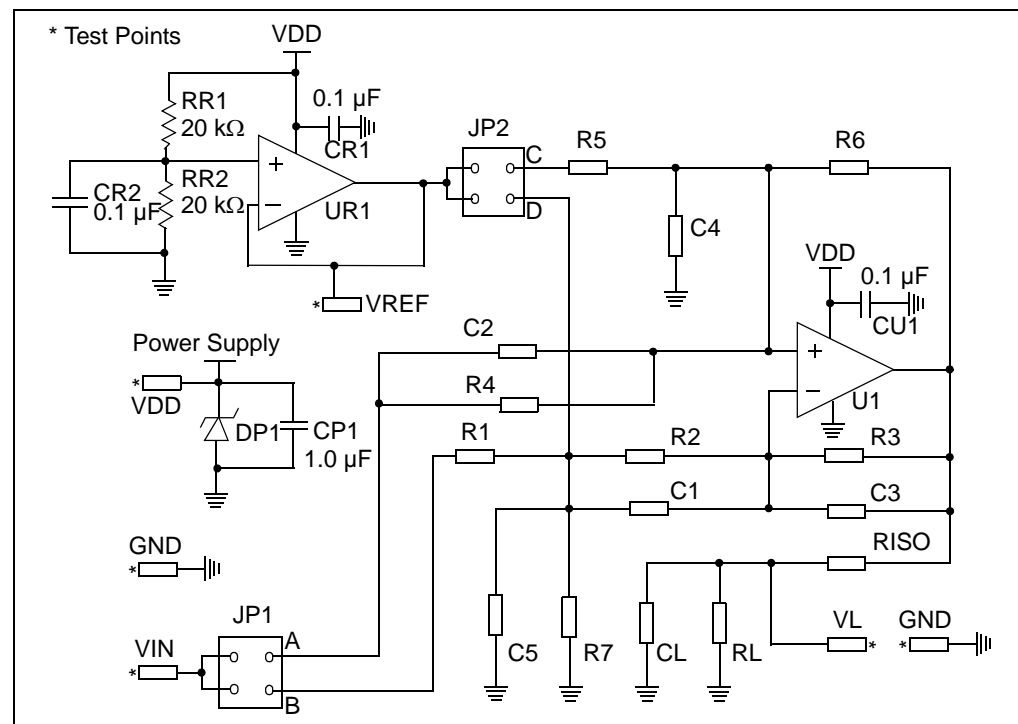 * Test Points
VDD
RR1
20 kΩ
0.1 µF
CR1
JP2
C
R5
R6
+
−
UR1
CR2
0.1 µF
RR2
20 kΩ
D
C4
* VREF
VDD
0.1 µF
CU1
Power Supply
*
VDD
DP1
CP1
1.0 µF
C2
R4
+
−
U1
R1
R2
R3
C1
C3
GND
*
RISO
JP1
VIN
*
A
B
C5
R7
CL
RL
VL
*
GND
*